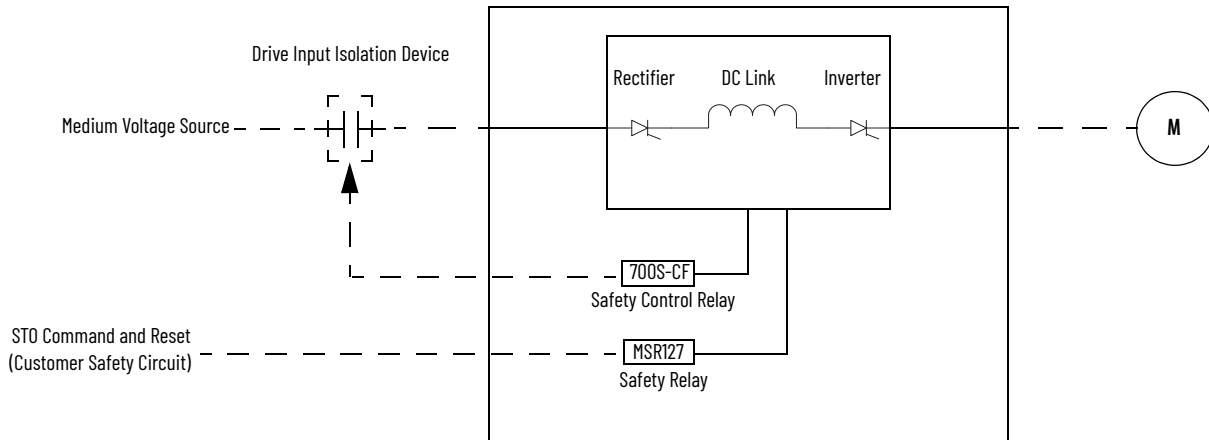 Drive Input Isolation Device
Rectifier
DC Link
Inverter
Medium Voltage Source
M
700S-CF
Safety Control Relay
STO Command and Reset
(Customer Safety Circuit)
MSR127
Safety Relay